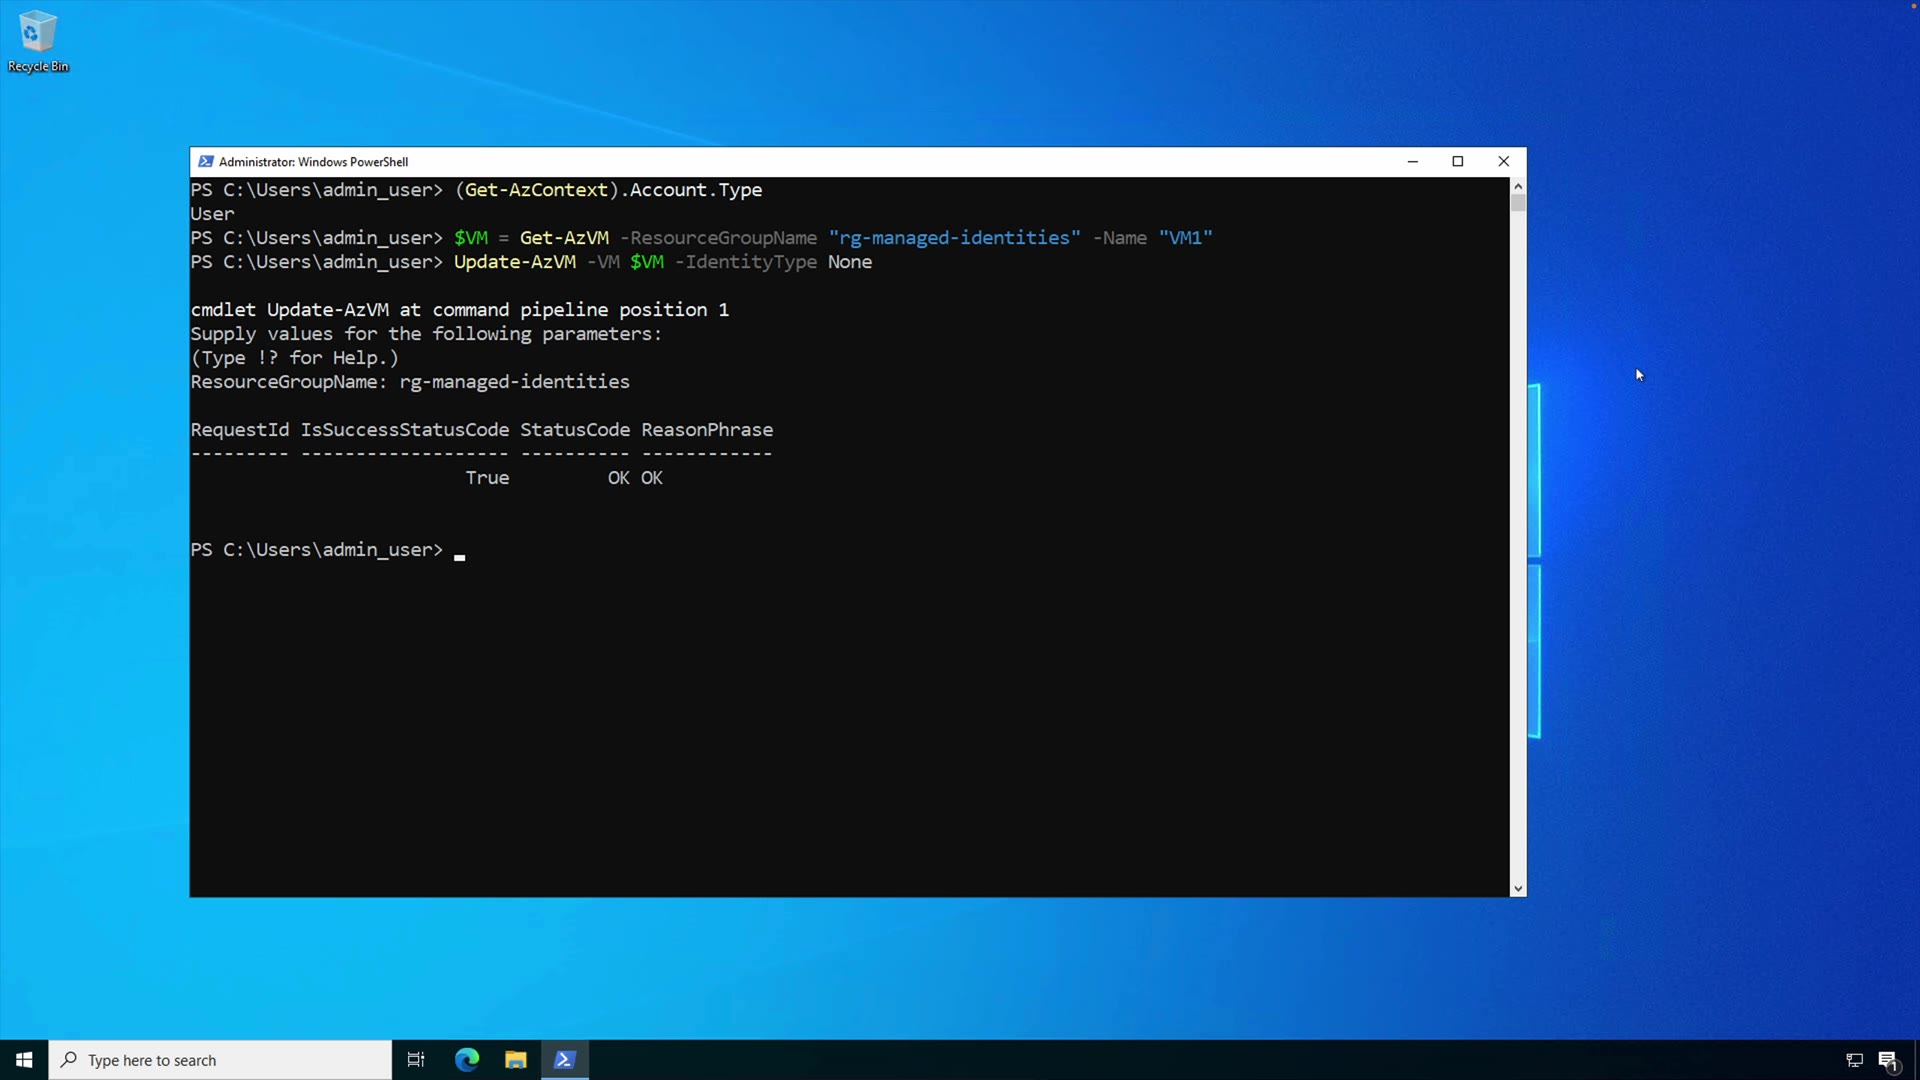 Recycle Bin
Administrator: Windows PowerShell
PS C:\Users\admin_user> (Get-AzContext).Account.Type
User
PS C:\Users\admin_user> $VM = Get-AzVM -ResourceGroupName "rg-managed-identities" -Name "VM1"
PS C:\Users\admin_user> Update-AzVM -VM $VM -IdentityType None
cmdlet Update-AzVM at command pipeline position 1
Supply values for the following parameters:
(Type !? for Help.)
ResourceGroupName: rg-managed-identities
RequestId IsSuccessStatusCode StatusCode ReasonPhrase
--------- ------------------- ---------- ------------
True OK OK
PS C:\Users\admin_user>
Type here to search
1